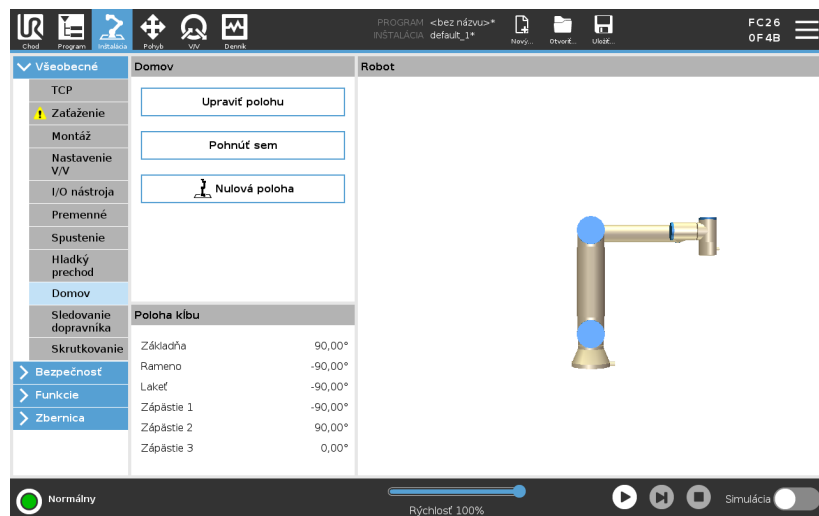 UR
Chod
Program
Inštalácia
Pohyb
V/V
Denník
PROGRAM <bez názvu>*
INŠTALÁCIA default_1*
Nový...
Otvoriť...
Uložiť...
FC26
0F4B
Všeobecné
Domov
Robot
TCP
Zaťaženie
Montáž
Nastavenie
V/V
I/O nástroja
Premenné
Spustenie
Hladký
prechod
Domov
Sledovanie
dopravníka
Skrutkovanie
Bezpečnosť
Funkcie
Zbernica
Upraviť polohu
Pohnúť sem
Nulová poloha
Poloha kĺbu
Základňa 90,00°
Rameno -90,00°
Lakeť -90,00°
Zápästie 1 -90,00°
Zápästie 2 90,00°
Zápästie 3 0,00°
Normálny
Rýchlosť 100%
Simulácia